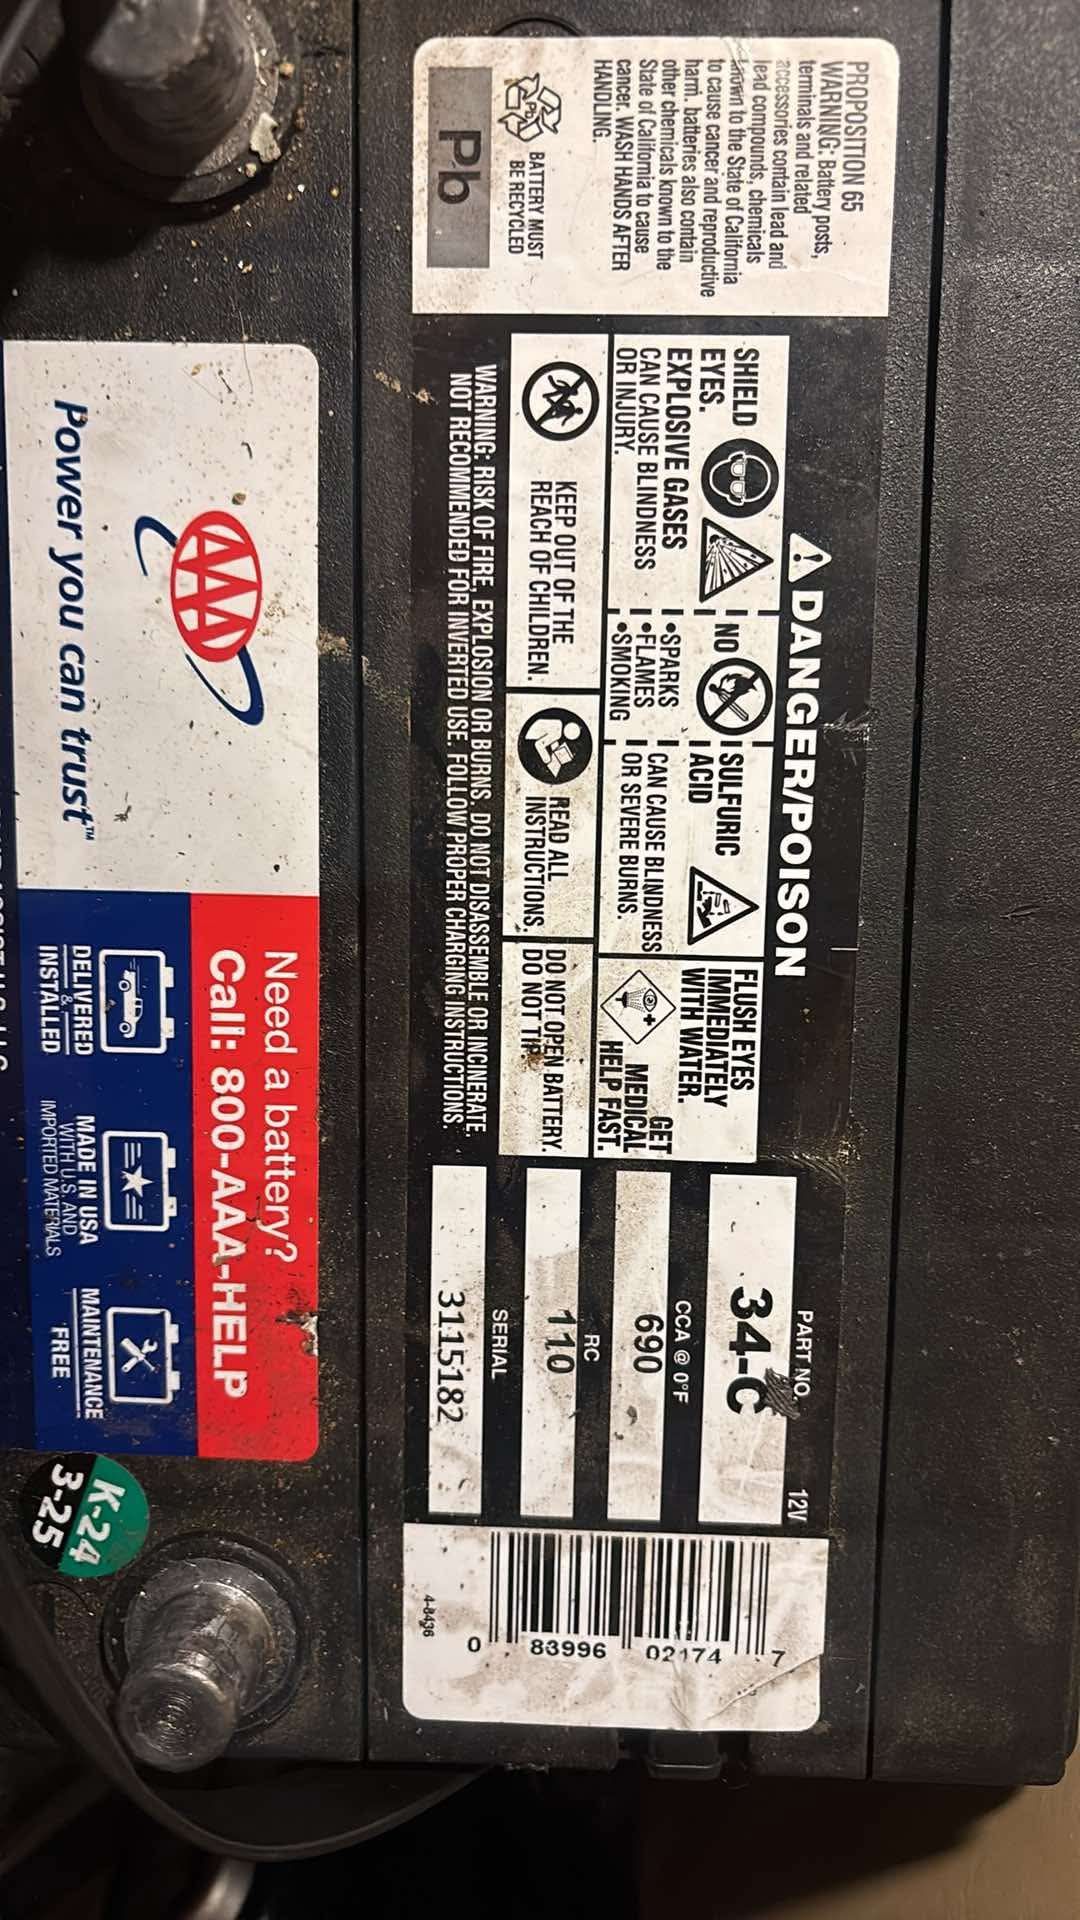 PROPOSITION 65
WARNING: Battery posts,
terminals and related
accessories contain lead and
lead compounds, chemicals
known to the State of California
to cause cancer and reproductive
harm. batteries also contain
other chemicals known to the
State of California to cause
cancer. WASH HANDS AFTER
HANDLING.
Pb
BATTERY MUST
BE RECYCLED
Pb
DANGER/POISON
SHIELD
EYES.
EXPLOSIVE GASES
CAN CAUSE BLINDNESS
OR INJURY.
NO
•SPARKS
•FLAMES
•SMOKING
SULFURIC
ACID
CAN CAUSE BLINDNESS
OR SEVERE BURNS.
FLUSH EYES
IMMEDIATELY
WITH WATER.
GET
MEDICAL
HELP FAST.
KEEP OUT OF THE
REACH OF CHILDREN.
READ ALL
INSTRUCTIONS.
DO NOT OPEN BATTERY.
DO NOT TIP.
WARNING: RISK OF FIRE, EXPLOSION OR BURNS. DO NOT DISASSEMBLE OR INCINERATE.
NOT RECOMMENDED FOR INVERTED USE. FOLLOW PROPER CHARGING INSTRUCTIONS.
PART NO. 12V
34-C
CCA @ 0°F
690
RC
110
SERIAL
3115182
0 83996 02174 7
4-8436
AAA
Power you can trust™
Need a battery?
Call: 800-AAA-HELP
DELIVERED
&
INSTALLED
MADE IN USA
WITH U.S. AND
IMPORTED MATERIALS
MAINTENANCE
FREE
K-24
3-25